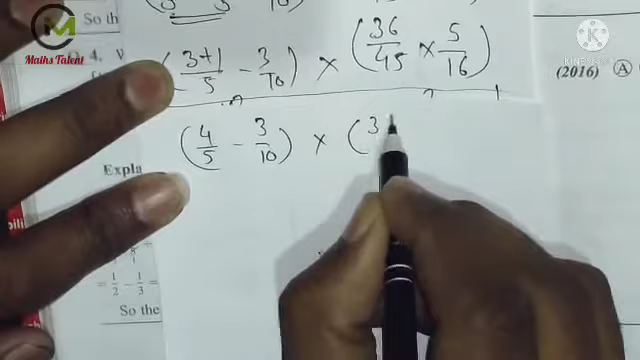 So th
Maths Talent
Q. 4.
( 3+1/5 - 3/10 ) × ( 36/45 × 5/16 )
KINEMASTER
(2016) A
( 4/5 - 3/10 ) × ( 3
Expla
= 1/2 - 1/3 =
So the